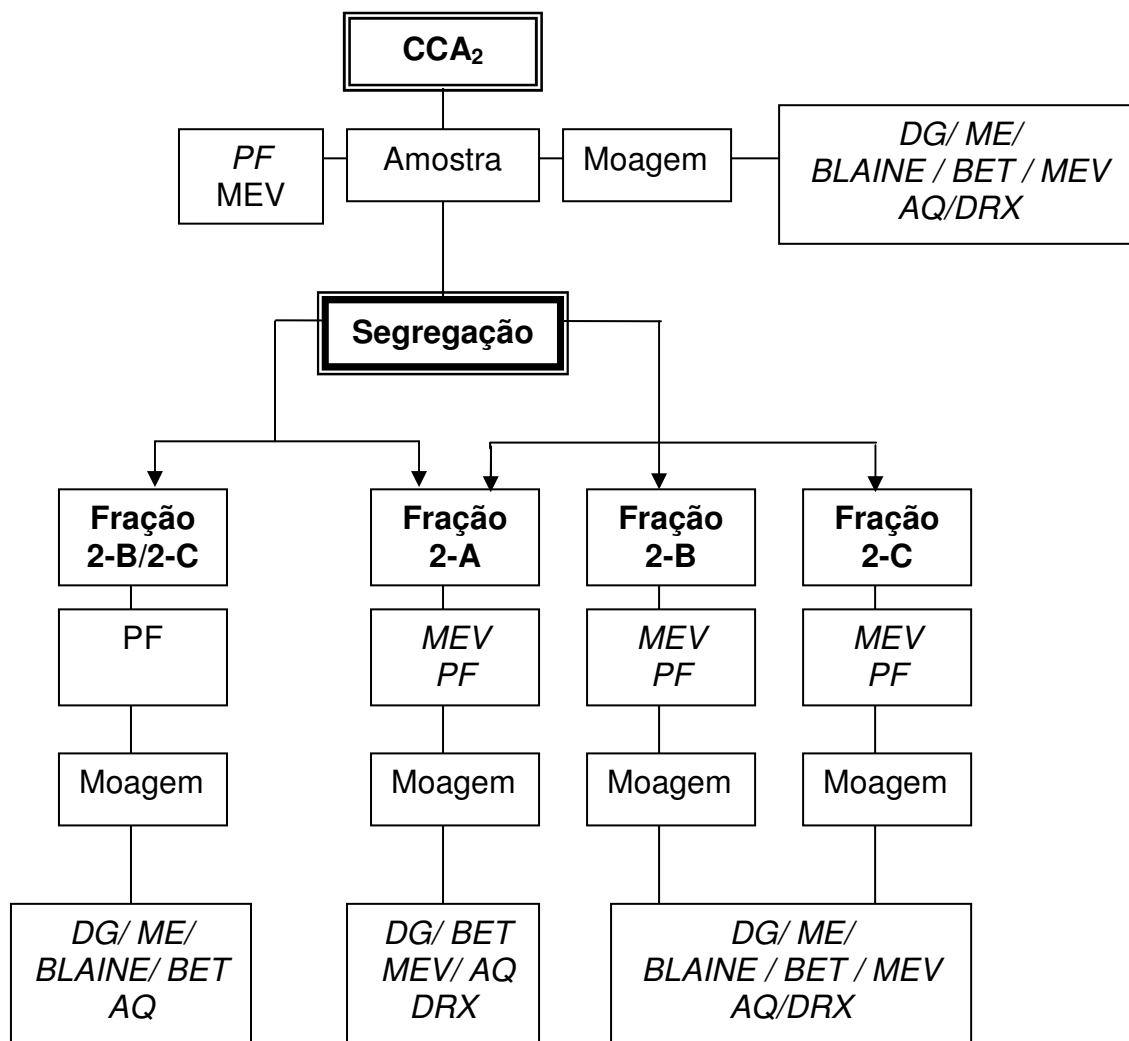 CCA₂
PF
MEV
Amostra
Moagem
DG/ ME/
BLAINE / BET / MEV
AQ/DRX
Segregação
Fração
2-B/2-C
Fração
2-A
Fração
2-B
Fração
2-C
PF
MEV
PF
MEV
PF
MEV
PF
Moagem
Moagem
Moagem
Moagem
DG/ ME/
BLAINE/ BET
AQ
DG/ BET
MEV/ AQ
DRX
DG/ ME/
BLAINE / BET / MEV
AQ/DRX